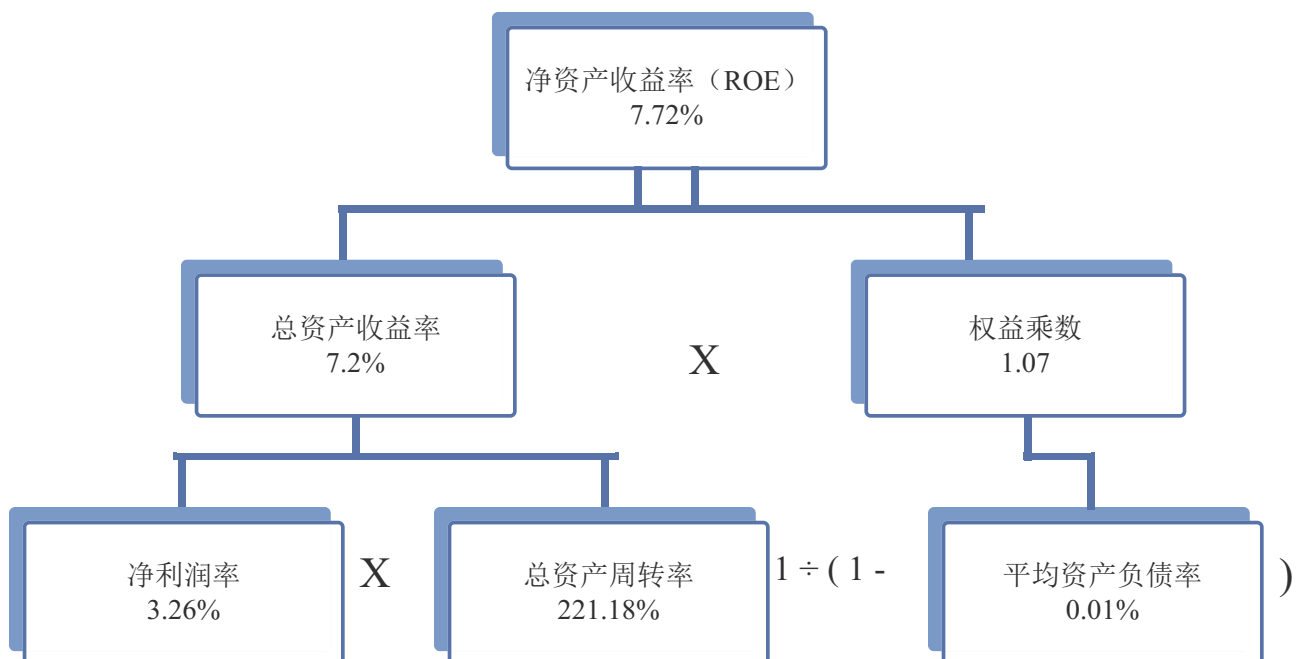 净资产收益率（ROE）
7.72%
总资产收益率
7.2%
X
权益乘数
1.07
净利润率
3.26%
X
总资产周转率
221.18%
1 ÷ ( 1 -
平均资产负债率
0.01%
)